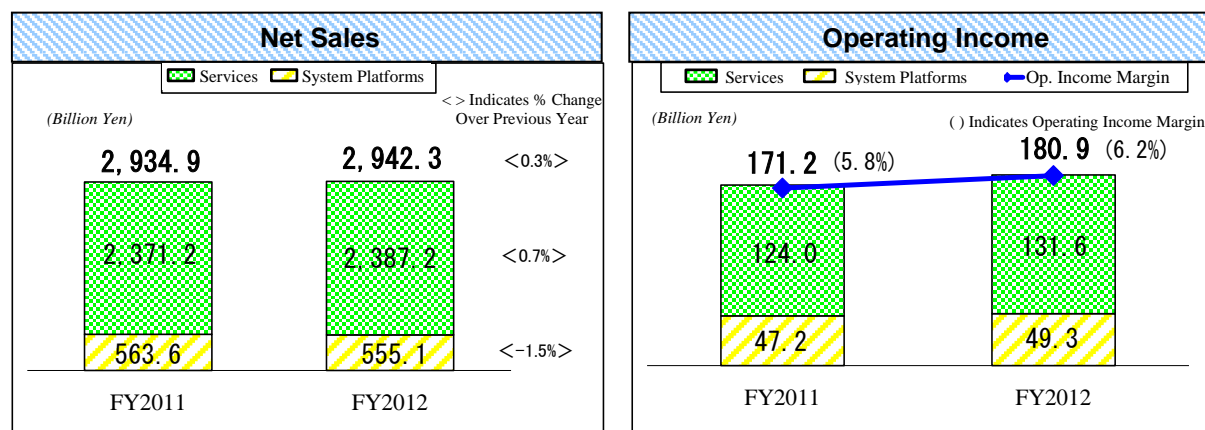 Net Sales
Services System Platforms
< > Indicates % Change
Over Previous Year
(Billion Yen)
2,934.9 2,942.3 <0.3%>
2,371.2 2,387.2 <0.7%>
563.6 555.1 <-1.5%>
FY2011 FY2012
Operating Income
Services System Platforms Op. Income Margin
(Billion Yen)
( ) Indicates Operating Income Margin
171.2 (5.8%) 180.9 (6.2%)
124.0 131.6
47.2 49.3
FY2011 FY2012